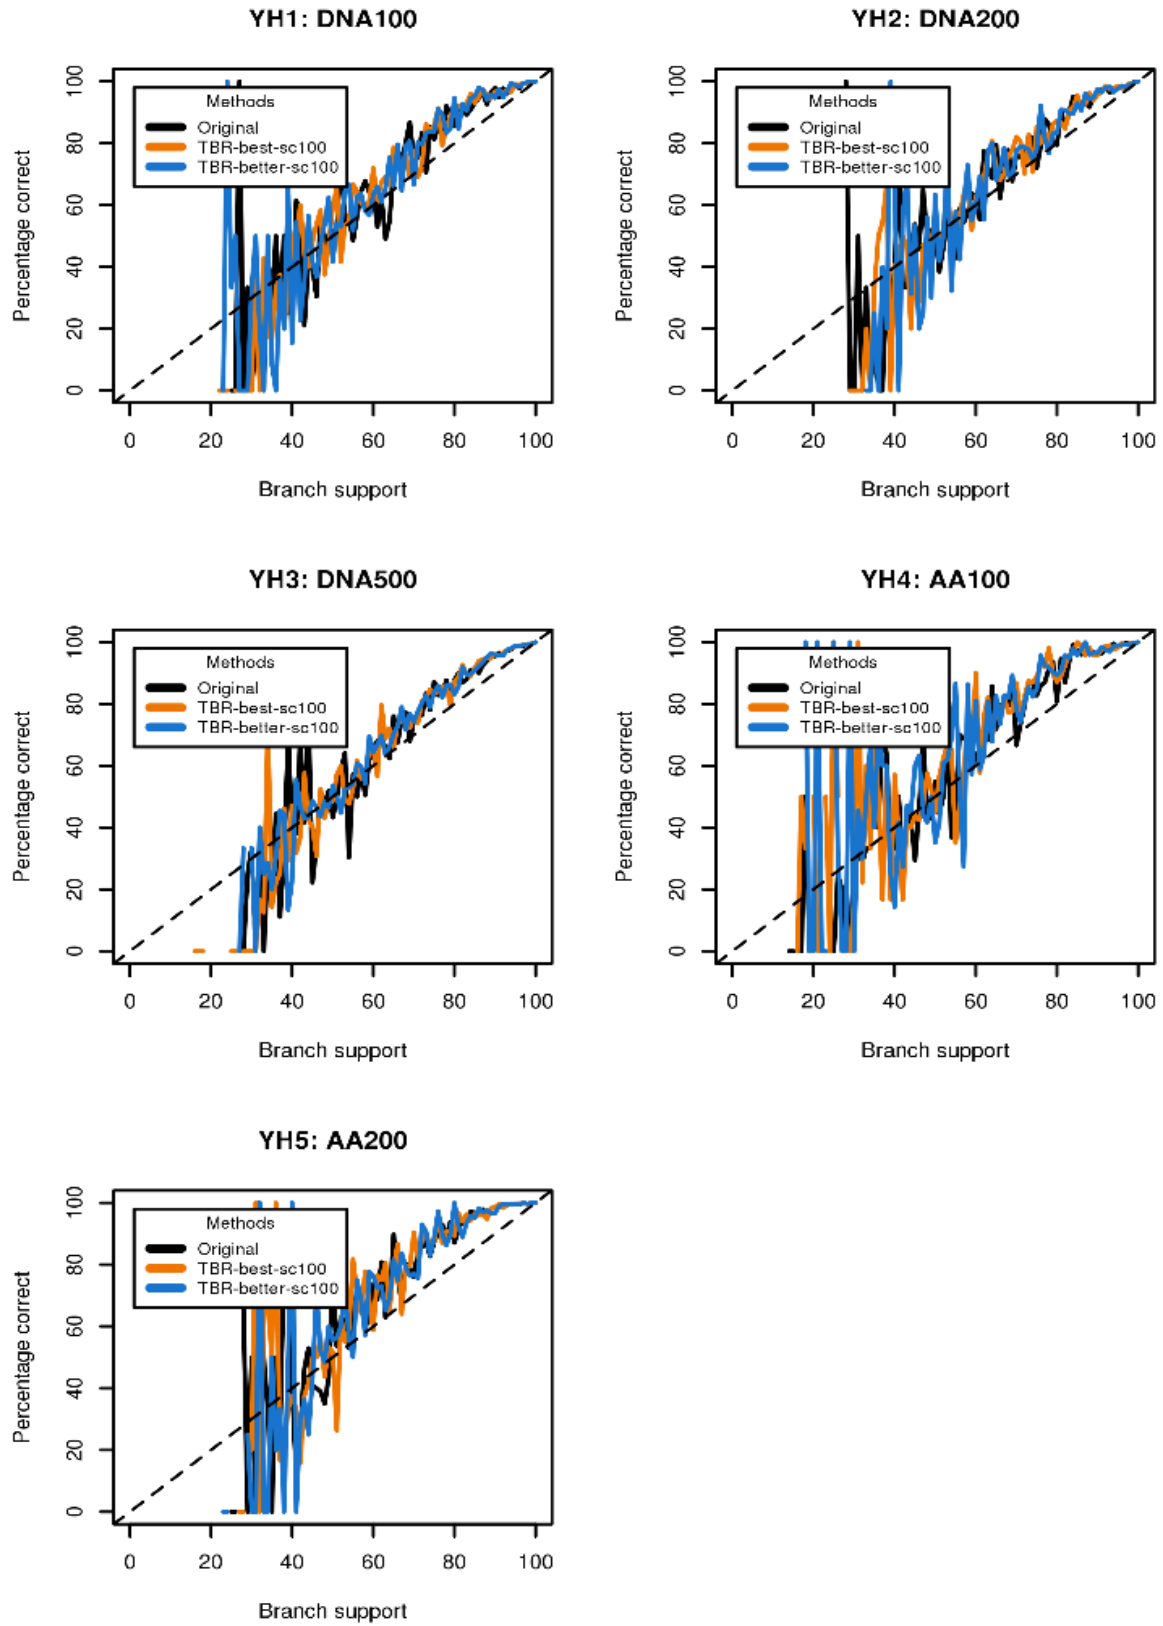 YH1: DNA100
YH2: DNA200
Percentage correct
0 20 40 60 80 100
Methods
Original
TBR-best-sc100
TBR-better-sc100
0 20 40 60 80 100
Branch support
Percentage correct
0 20 40 60 80 100
Methods
Original
TBR-best-sc100
TBR-better-sc100
0 20 40 60 80 100
Branch support
YH3: DNA500
YH4: AA100
Percentage correct
0 20 40 60 80 100
Methods
Original
TBR-best-sc100
TBR-better-sc100
0 20 40 60 80 100
Branch support
Percentage correct
0 20 40 60 80 100
Methods
Original
TBR-best-sc100
TBR-better-sc100
0 20 40 60 80 100
Branch support
YH5: AA200
Percentage correct
0 20 40 60 80 100
Methods
Original
TBR-best-sc100
TBR-better-sc100
0 20 40 60 80 100
Branch support